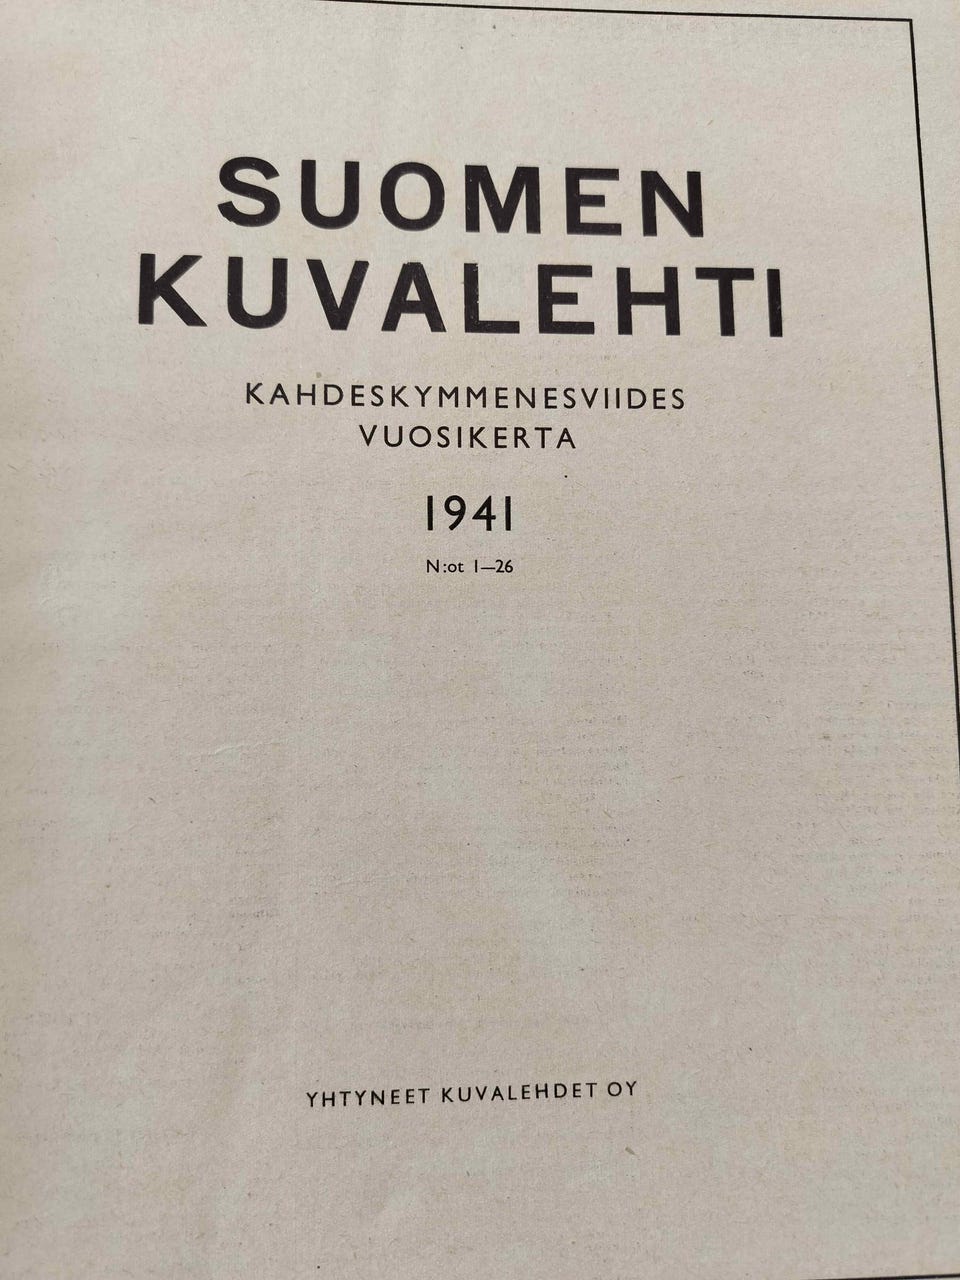 SUOMEN
KUVALEHTI
KAHDESKYMMENESVIIDES
VUOSIKERTA
1941
N:ot 1—26
YHTYNEET KUVALEHDET OY